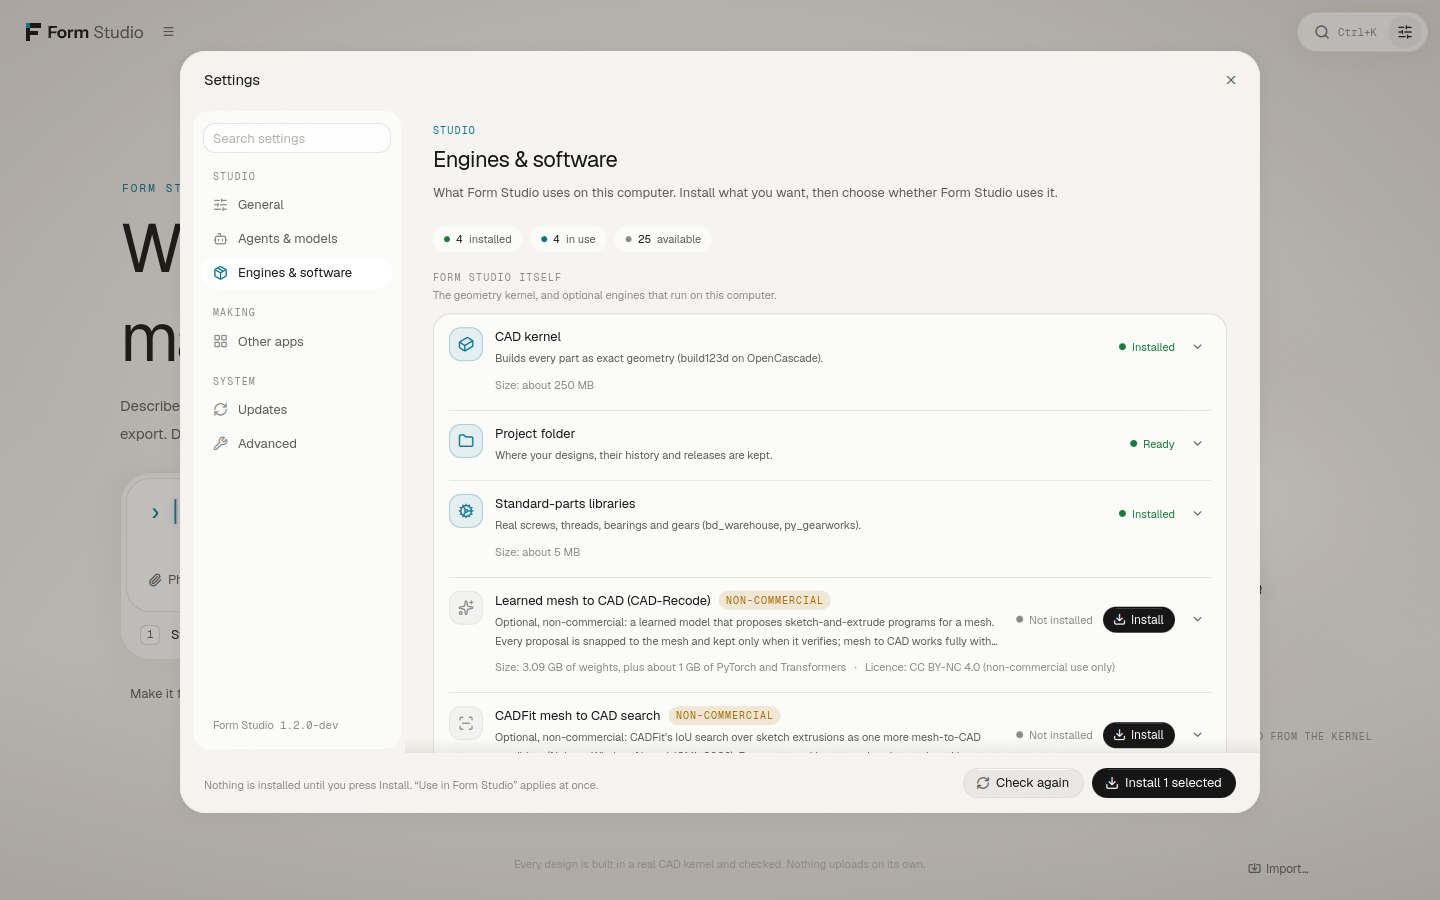 Form Studio
Ctrl+K
Settings
Search settings
STUDIO
General
Agents & models
Engines & software
MAKING
Other apps
SYSTEM
Updates
Advanced
Form Studio 1.2.0-dev
STUDIO
Engines & software
What Form Studio uses on this computer. Install what you want, then choose whether Form Studio uses it.
4 installed
4 in use
25 available
FORM STUDIO ITSELF
The geometry kernel, and optional engines that run on this computer.
CAD kernel
Builds every part as exact geometry (build123d on OpenCascade).
Size: about 250 MB
Installed
Project folder
Where your designs, their history and releases are kept.
Ready
Standard-parts libraries
Real screws, threads, bearings and gears (bd_warehouse, py_gearworks).
Size: about 5 MB
Installed
Learned mesh to CAD (CAD-Recode) NON-COMMERCIAL
Optional, non-commercial: a learned model that proposes sketch-and-extrude programs for a mesh.
Every proposal is snapped to the mesh and kept only when it verifies; mesh to CAD works fully with…
Size: 3.09 GB of weights, plus about 1 GB of PyTorch and Transformers · Licence: CC BY-NC 4.0 (non-commercial use only)
Not installed
Install
CADFit mesh to CAD search NON-COMMERCIAL
Optional, non-commercial: CADFit's IoU search over sketch extrusions as one more mesh-to-CAD
Not installed
Install
Nothing is installed until you press Install. “Use in Form Studio” applies at once.
Check again
Install 1 selected
FORM ST
W
ma
Describe
export. D
Ph
1 S
Make it f
FROM THE KERNEL
Every design is built in a real CAD kernel and checked. Nothing uploads on its own.
Import…